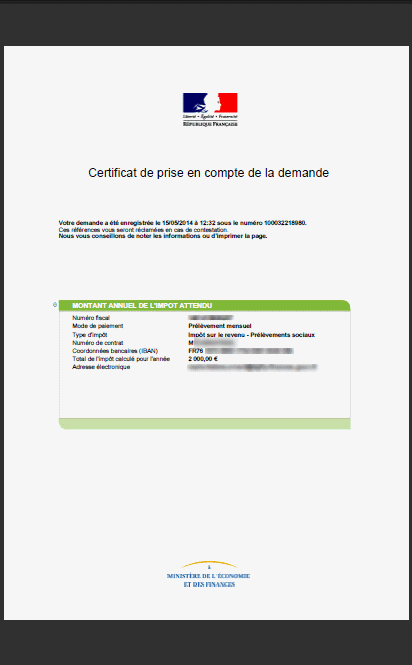 Liberté • Égalité • Fraternité
RÉPUBLIQUE FRANÇAISE
Certificat de prise en compte de la demande
Votre demande a été enregistrée le 15/05/2014 à 12:32 sous le numéro 100032218980.
Ces références vous seront réclamées en cas de contestation.
Nous vous conseillons de noter les informations ou d'imprimer la page.
MONTANT ANNUEL DE L'IMPOT ATTENDU
Numéro fiscal
Mode de paiement Prélèvement mensuel
Type d'impôt Impôt sur le revenu - Prélèvements sociaux
Numéro de contrat M
Coordonnées bancaires (IBAN) FR76
Total de l'impôt calculé pour l'année 2 000,00 €
Adresse électronique
MINISTÈRE DE L'ÉCONOMIE
ET DES FINANCES